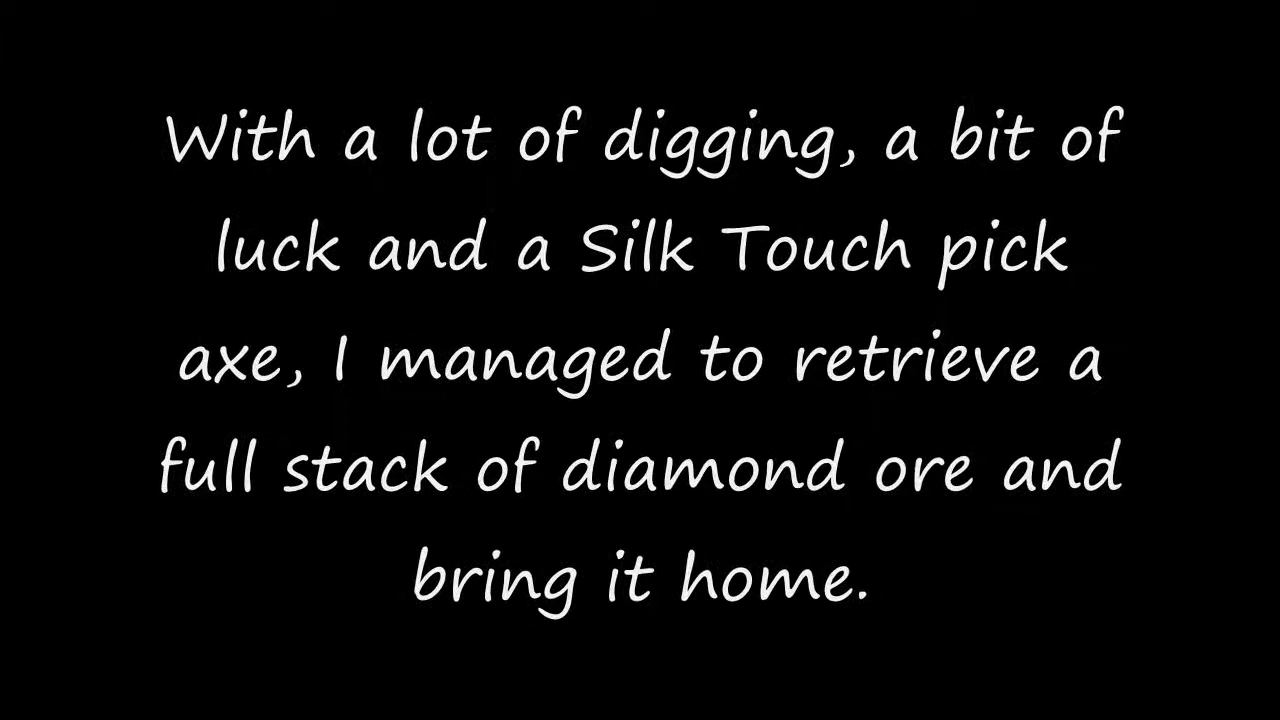 With a lot of digging, a bit of
luck and a Silk Touch pick
axe, I managed to retrieve a
full stack of diamond ore and
bring it home.